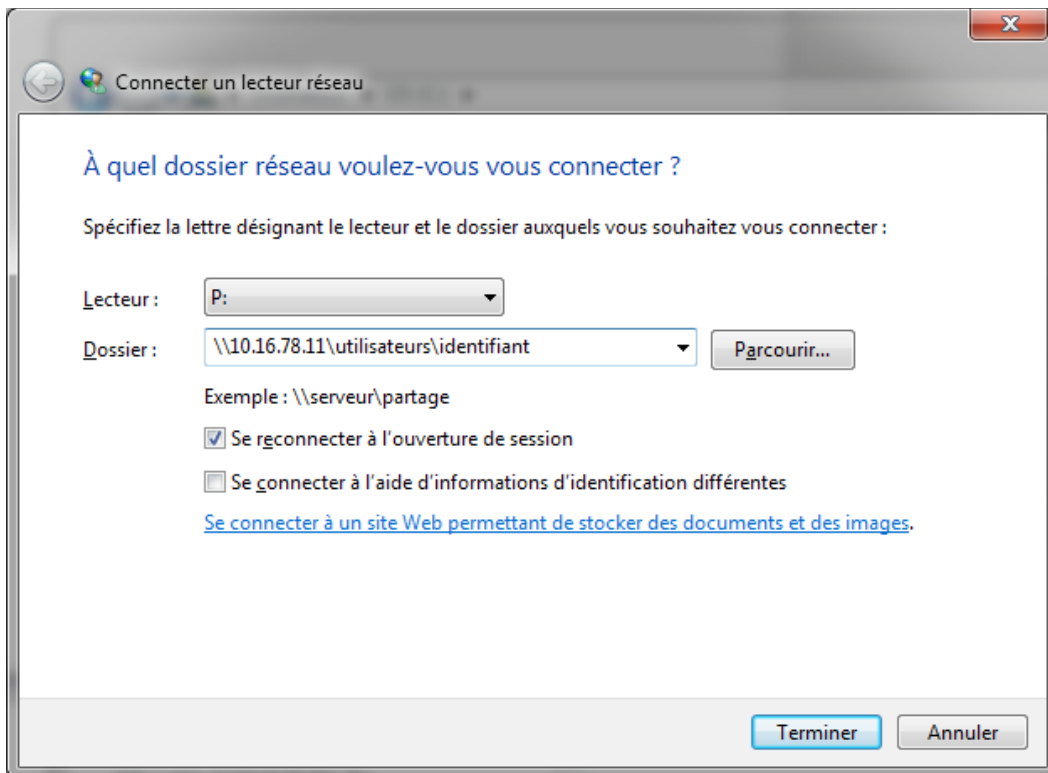 Connecter un lecteur réseau
À quel dossier réseau voulez-vous vous connecter ?
Spécifiez la lettre désignant le lecteur et le dossier auxquels vous souhaitez vous connecter :
Lecteur : P:
Dossier : \\10.16.78.11\utilisateurs\identifiant Parcourir...
Exemple : \\serveur\partage
Se reconnecter à l'ouverture de session
Se connecter à l'aide d'informations d'identification différentes
Se connecter à un site Web permettant de stocker des documents et des images.
Terminer Annuler